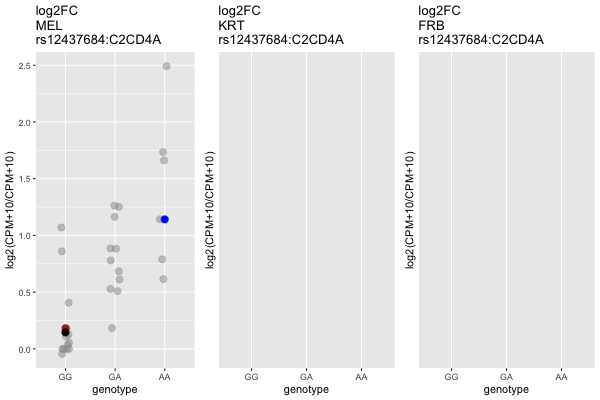 log2FC
MEL
rs12437684:C2CD4A
log2FC
KRT
rs12437684:C2CD4A
log2FC
FRB
rs12437684:C2CD4A
log2(CPM+10/CPM+10)
2.5
2.0
1.5
1.0
0.5
0.0
GG
GA
AA
genotype
log2(CPM+10/CPM+10)
GG
GA
AA
genotype
log2(CPM+10/CPM+10)
GG
GA
AA
genotype